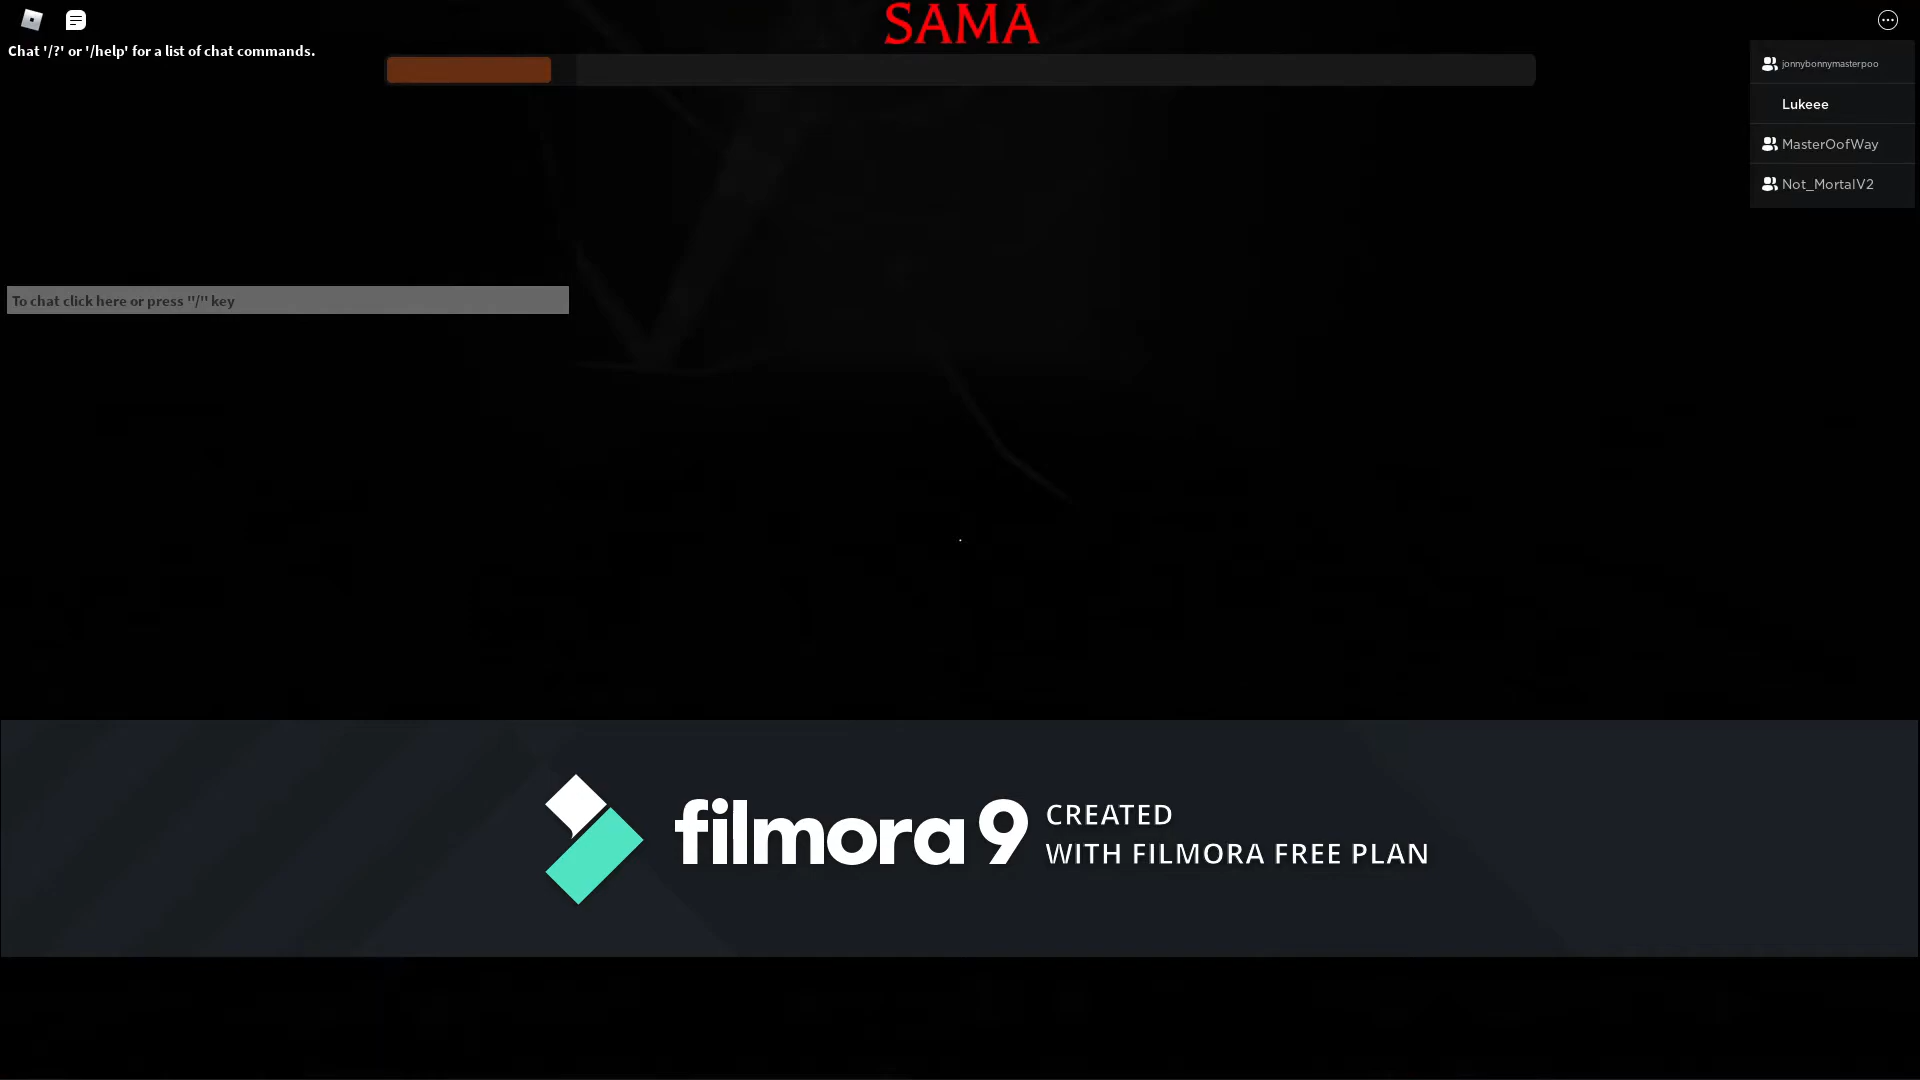 SAMA
Chat '/?' or '/help' for a list of chat commands.
jonnybonnymasterpoo
Lukeee
MasterOofWay
Not_MortalV2
To chat click here or press "/" key
filmora 9 CREATED
WITH FILMORA FREE PLAN